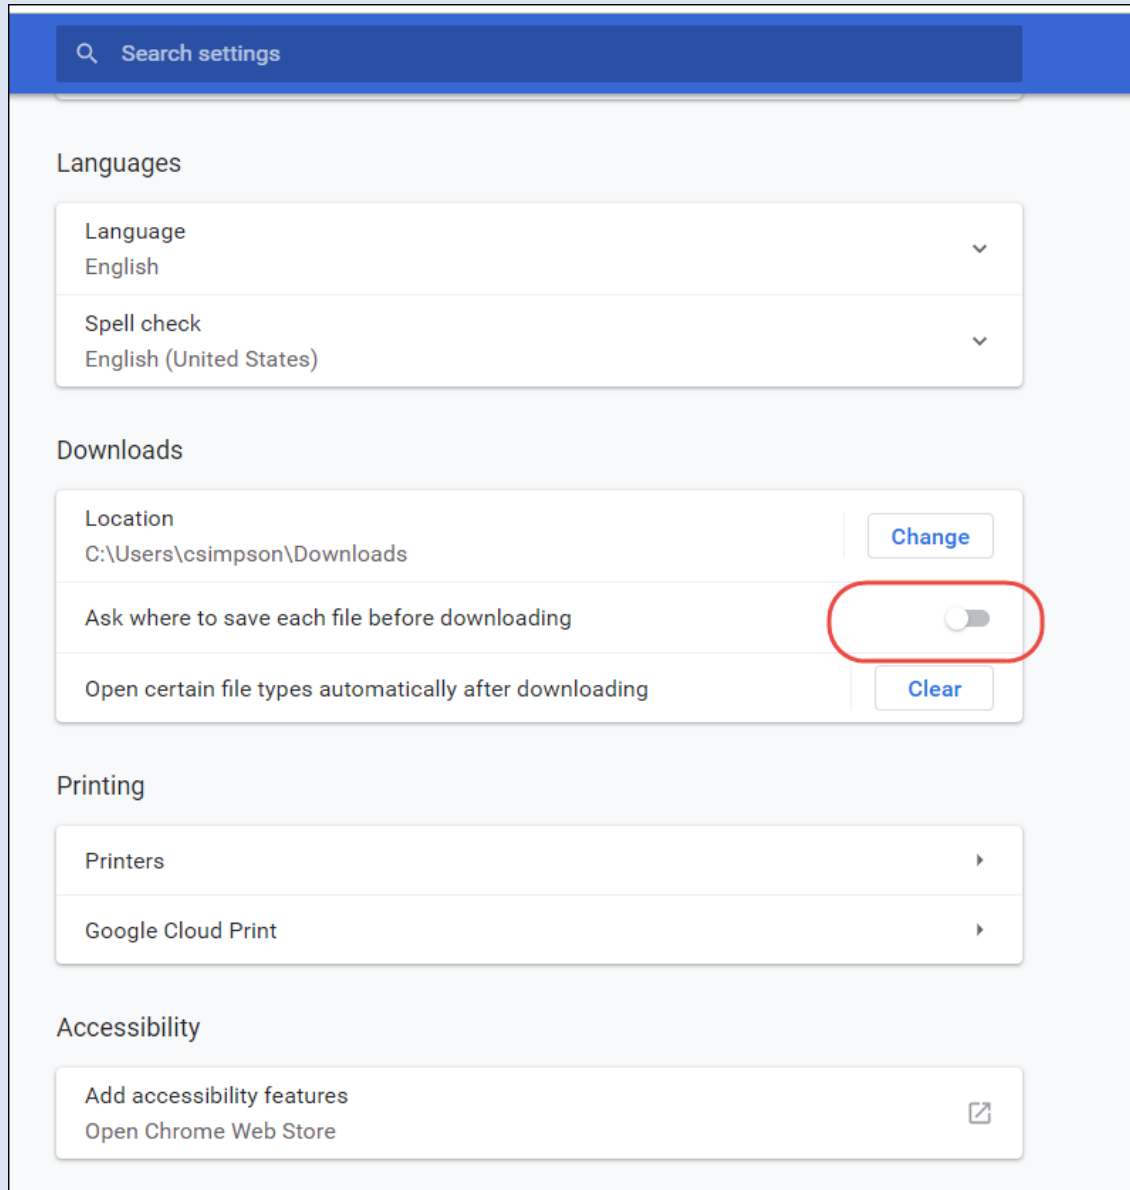 Search settings
Languages
Language
English
Spell check
English (United States)
Downloads
Location
C:\Users\csimpson\Downloads
Change
Ask where to save each file before downloading
Open certain file types automatically after downloading
Clear
Printing
Printers
Google Cloud Print
Accessibility
Add accessibility features
Open Chrome Web Store